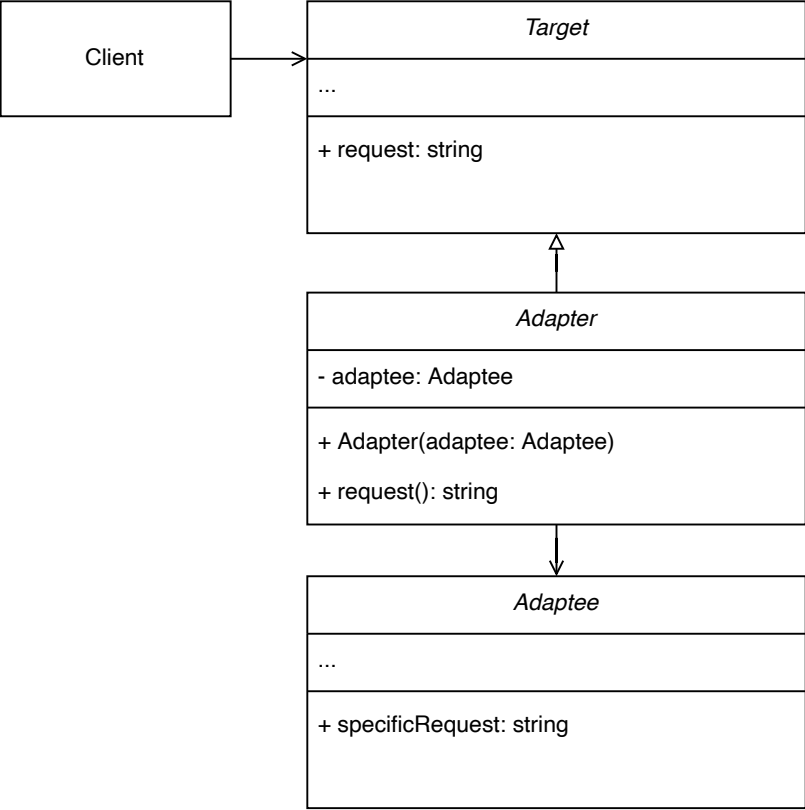 Client
Target
...
+ request: string
Adapter
- adaptee: Adaptee
+ Adapter(adaptee: Adaptee)
+ request(): string
Adaptee
...
+ specificRequest: string